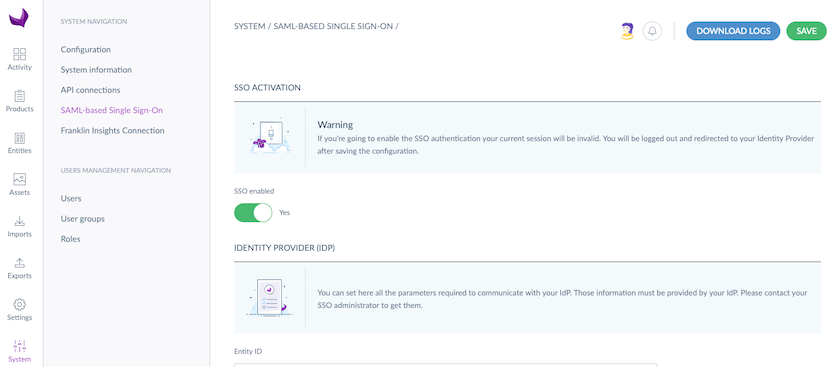 SYSTEM NAVIGATION
Configuration
System information
API connections
SAML-based Single Sign-On
Franklin Insights Connection
USERS MANAGEMENT NAVIGATION
Users
User groups
Roles
Activity
Products
Entities
Assets
Imports
Exports
Settings
System
SYSTEM / SAML-BASED SINGLE SIGN-ON /
DOWNLOAD LOGS
SAVE
SSO ACTIVATION
Warning
If you're going to enable the SSO authentication your current session will be invalid. You will be logged out and redirected to your Identity Provider
after saving the configuration.
SSO enabled
Yes
IDENTITY PROVIDER (IDP)
You can set here all the parameters required to communicate with your IdP. Those information must be provided by your IdP. Please contact your
SSO administrator to get them.
Entity ID